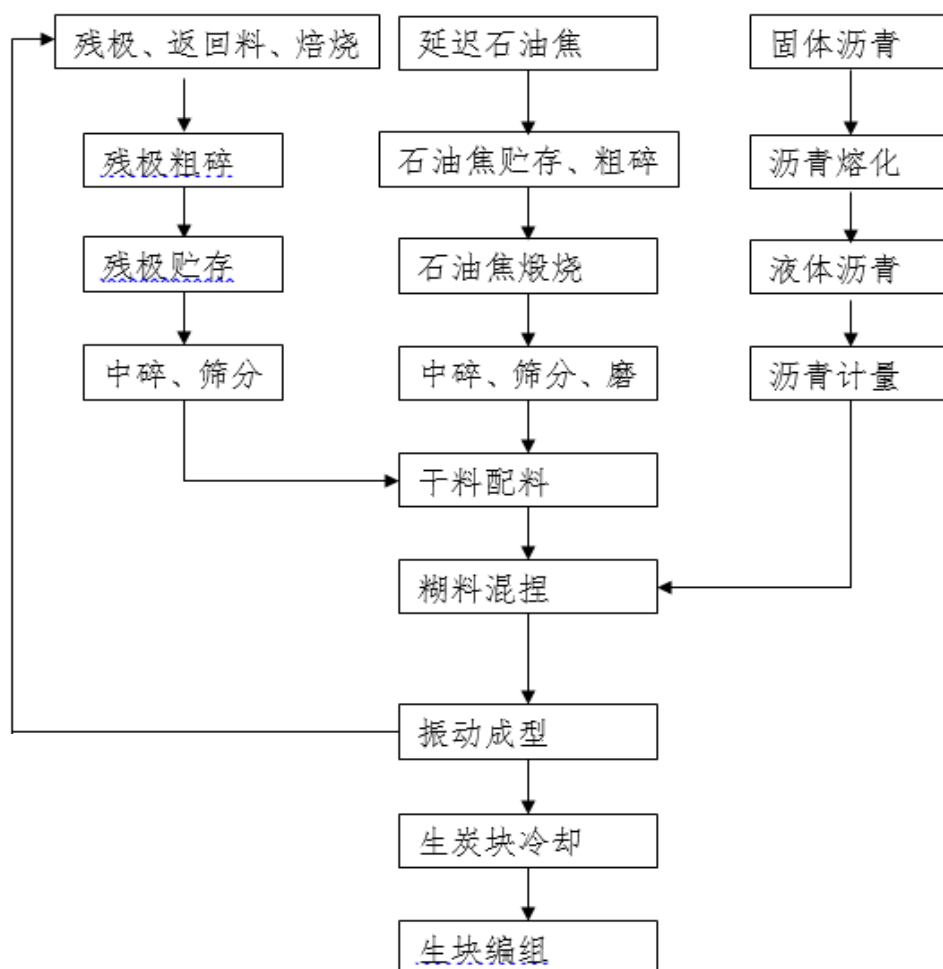 残极、返回料、焙烧
延迟石油焦
固体沥青
残极粗碎
石油焦贮存、粗碎
沥青熔化
残极贮存
石油焦煅烧
液体沥青
中碎、筛分
中碎、筛分、磨
沥青计量
干料配料
糊料混捏
振动成型
生炭块冷却
生块编组